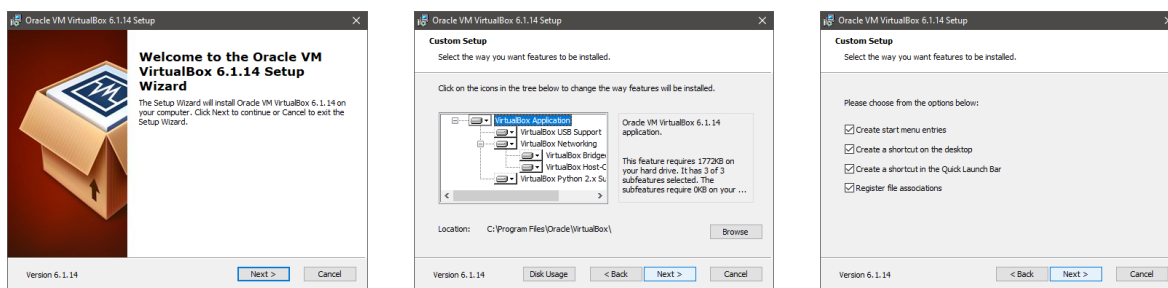 Oracle VM VirtualBox 6.1.14 Setup
Welcome to the Oracle VM
VirtualBox 6.1.14 Setup
Wizard
The Setup Wizard will install Oracle VM VirtualBox 6.1.14 on
your computer. Click Next to continue or Cancel to exit the
Setup Wizard.
Version 6.1.14
Next >
Cancel
Oracle VM VirtualBox 6.1.14 Setup
Custom Setup
Select the way you want features to be installed.
Click on the icons in the tree below to change the way features will be installed.
VirtualBox Application
VirtualBox USB Support
VirtualBox Networking
VirtualBox Bridge
VirtualBox Host-C
VirtualBox Python 2.x Su
Oracle VM VirtualBox 6.1.14
application.
This feature requires 1772KB on
your hard drive. It has 3 of 3
subfeatures selected. The
subfeatures require 0KB on your ...
Location: C:\Program Files\Oracle\VirtualBox\
Browse
Version 6.1.14
Disk Usage
< Back
Next >
Cancel
Oracle VM VirtualBox 6.1.14 Setup
Custom Setup
Select the way you want features to be installed.
Please choose from the options below:
Create start menu entries
Create a shortcut on the desktop
Create a shortcut in the Quick Launch Bar
Register file associations
Version 6.1.14
< Back
Next >
Cancel